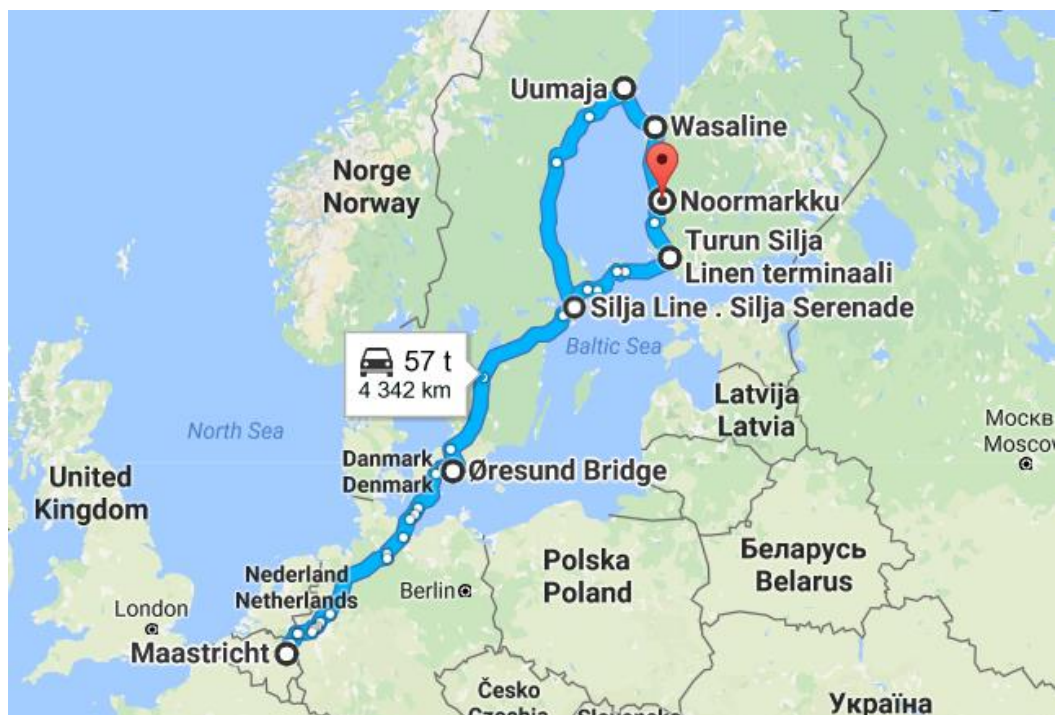 Uumaja
Wasaline
Norge
Norway
Noormarkku
Turun Silja
Linen terminaali
Silja Line . Silja Serenade
Baltic Sea
57 t
4 342 km
Latvija
Latvia
North Sea
Москв
Moscow
Danmark
Denmark
Øresund Bridge
United
Kingdom
Polska
Poland
Беларусь
Belarus
Nederland
Netherlands
Berlin
London
Maastricht
Česko
Czechia
Slovensko
Україна